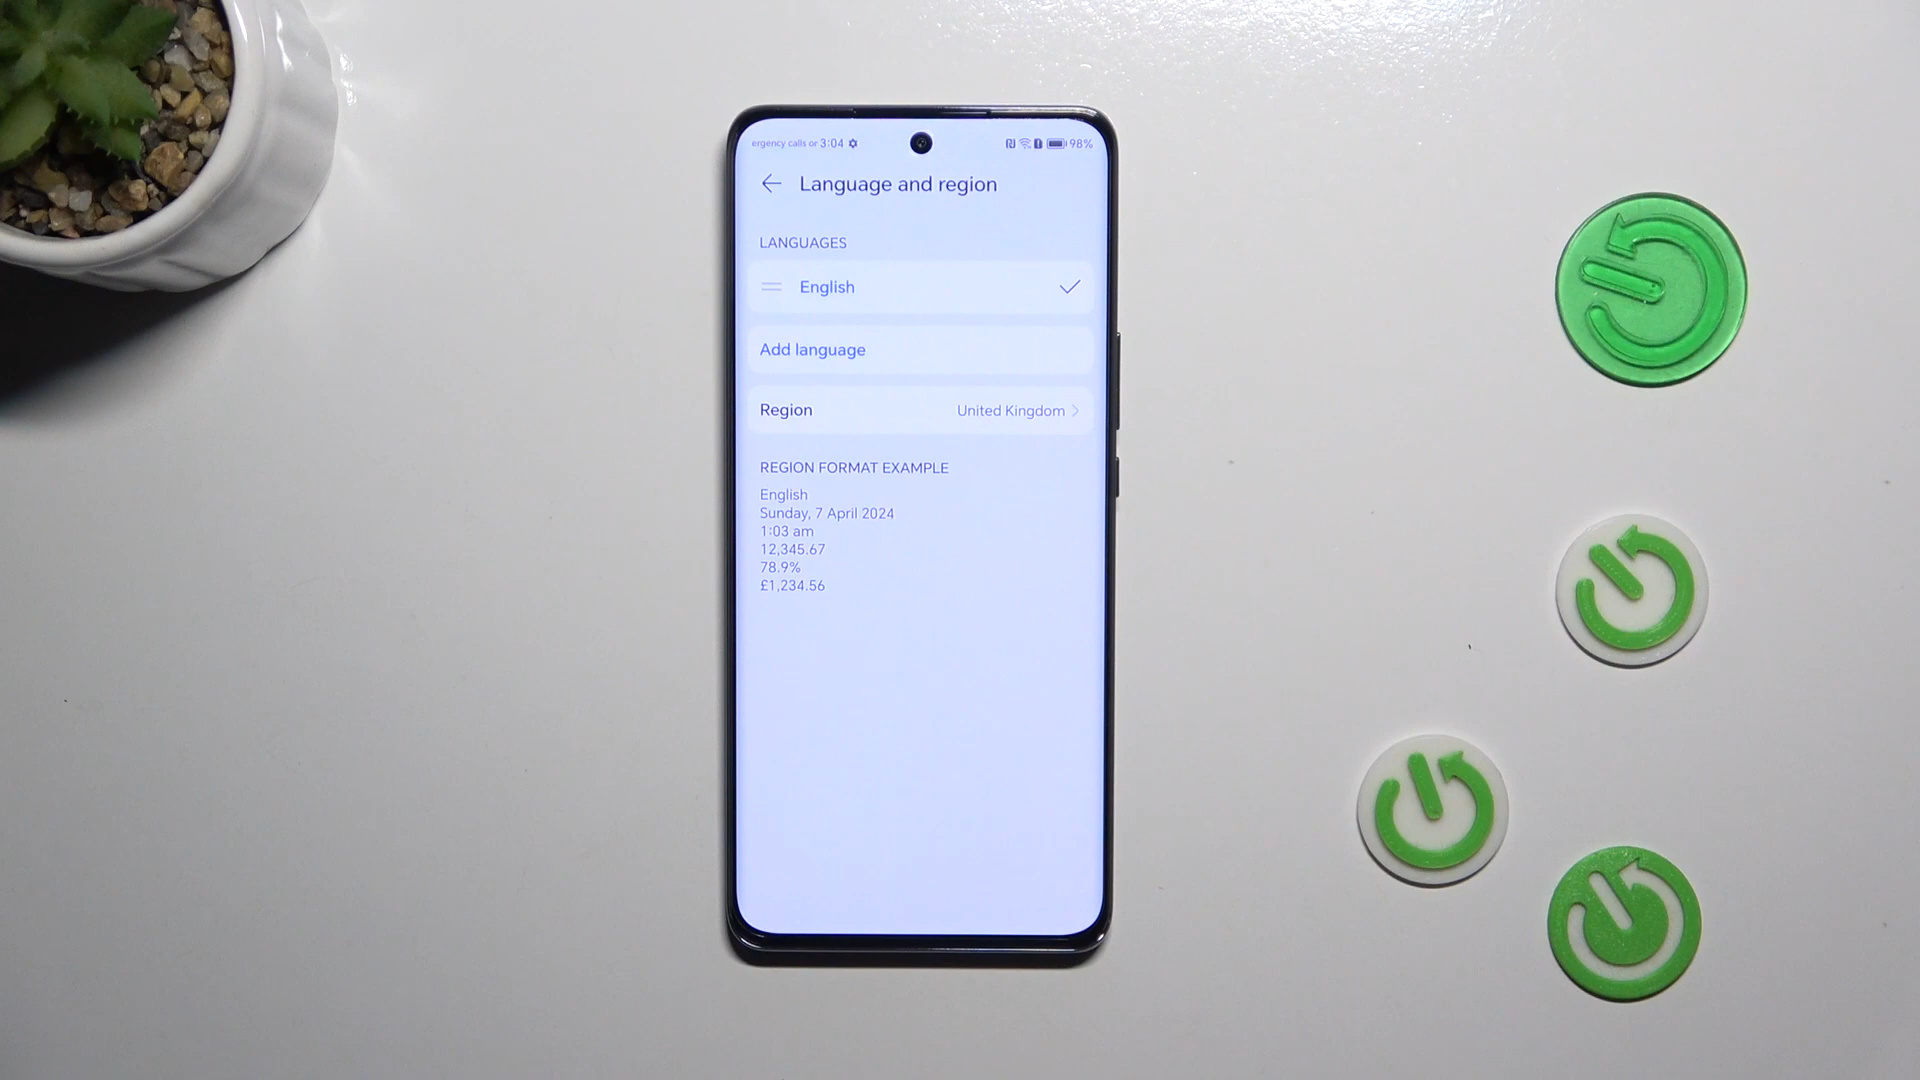 ergency calls or 3:04 98%
Language and region
LANGUAGES
English
Add language
Region United Kingdom
REGION FORMAT EXAMPLE
English
Sunday, 7 April 2024
1:03 am
12,345.67
78.9%
£1,234.56